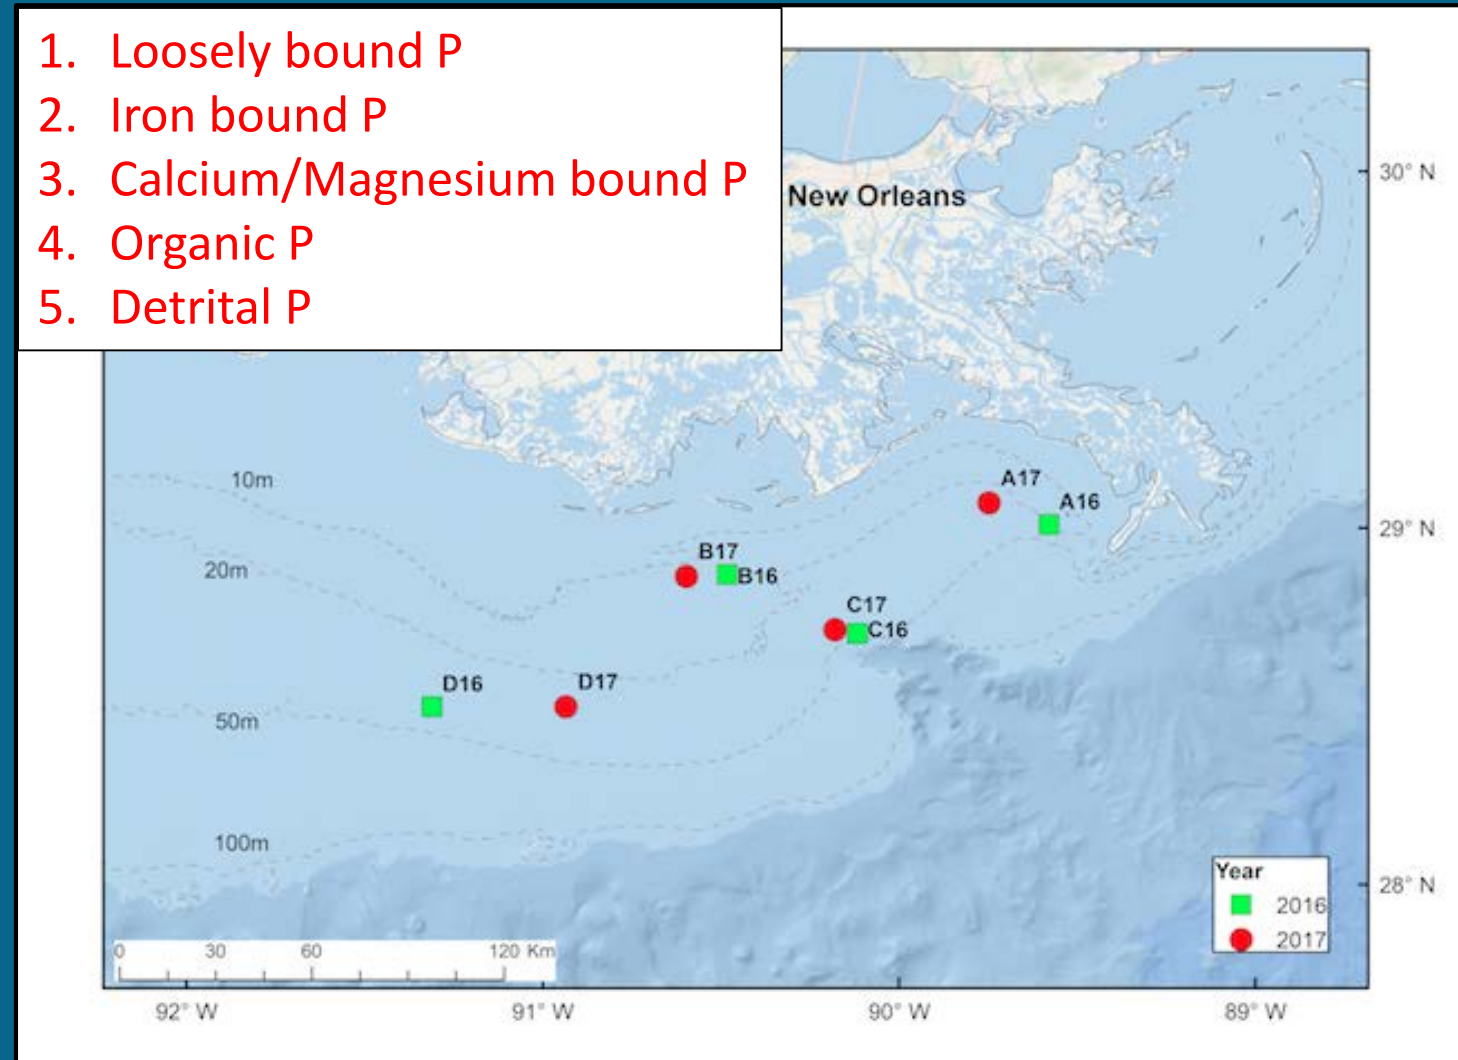 1. Loosely bound P
2. Iron bound P
3. Calcium/Magnesium bound P
4. Organic P
5. Detrital P
New Orleans
30° N
10m
A17
A16
29° N
20m
B17
B16
C17
C16
D16
D17
50m
100m
Year
2016
2017
28° N
0 30 60 120 Km
92° W 91° W 90° W 89° W